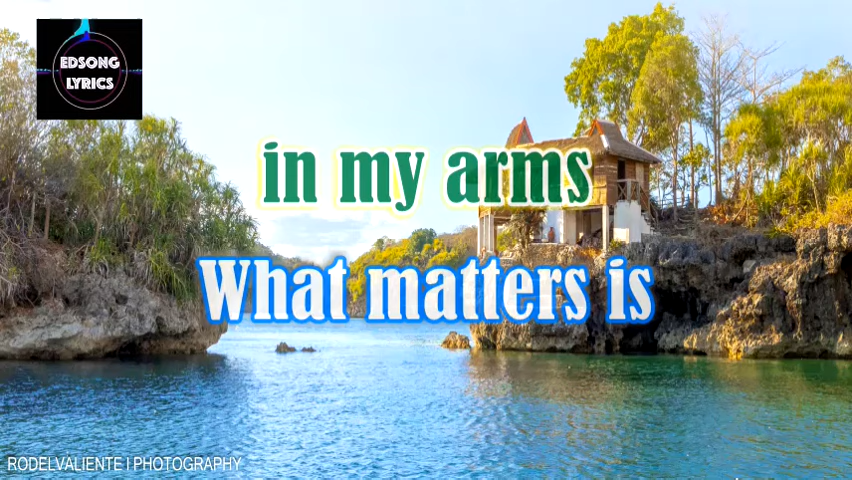 EDSONG
LYRICS
in my arms
What matters is
RODELVALIENTE I PHOTOGRAPHY